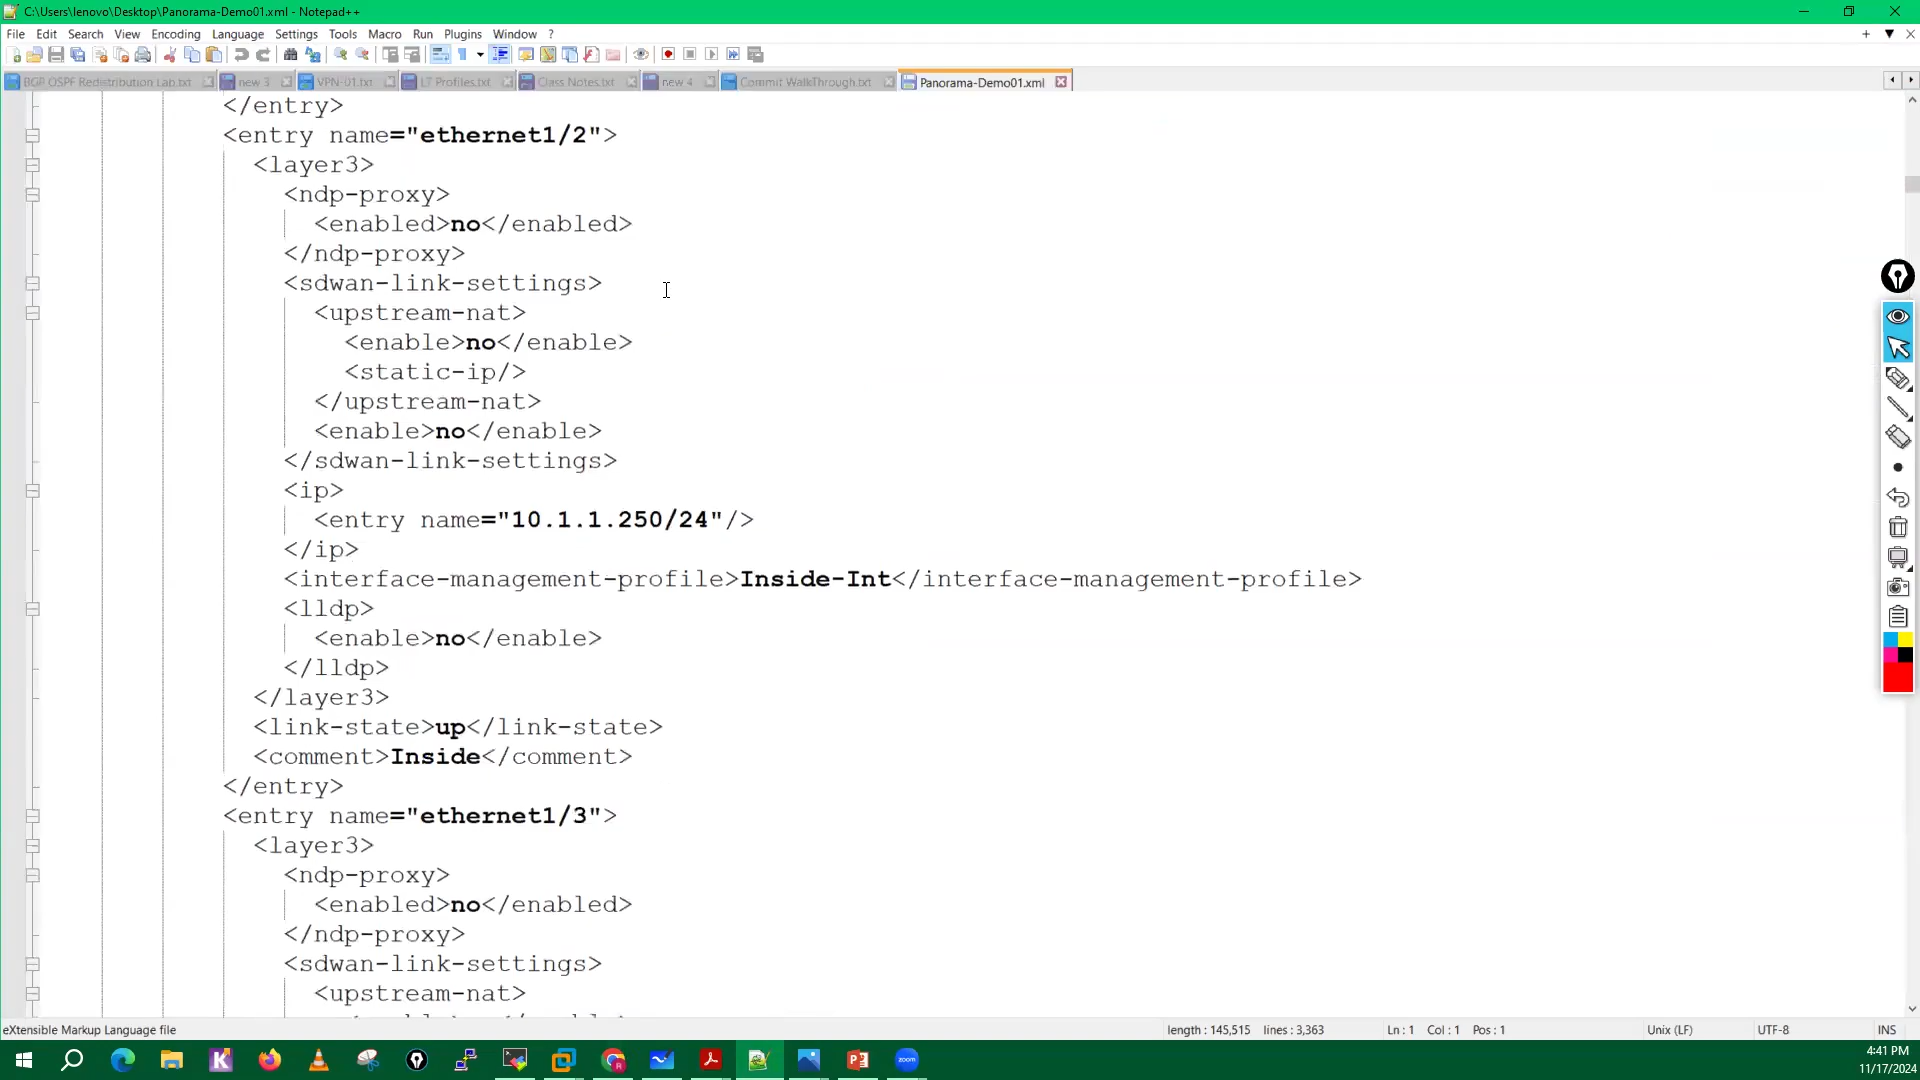 C:\Users\lenovo\Desktop\Panorama-Demo01.xml - Notepad++
File Edit Search View Encoding Language Settings Tools Macro Run Plugins Window ?
BGP OSPF Redistribution Lab.txt new 3 VPN-01.txt LT Profiles.txt Class Notes.txt new 4 Commit WalkThrough.txt Panorama-Demo01.xml
</entry>
<entry name="ethernet1/2">
<layer3>
<ndp-proxy>
<enabled>no</enabled>
</ndp-proxy>
<sdwan-link-settings>
<upstream-nat>
<enable>no</enable>
<static-ip/>
</upstream-nat>
<enable>no</enable>
</sdwan-link-settings>
<ip>
<entry name="10.1.1.250/24"/>
</ip>
<interface-management-profile>Inside-Int</interface-management-profile>
<lldp>
<enable>no</enable>
</lldp>
</layer3>
<link-state>up</link-state>
<comment>Inside</comment>
</entry>
<entry name="ethernet1/3">
<layer3>
<ndp-proxy>
<enabled>no</enabled>
</ndp-proxy>
<sdwan-link-settings>
<upstream-nat>
eXtensible Markup Language file length : 145,515 lines : 3,363 Ln : 1 Col : 1 Pos : 1 Unix (LF) UTF-8 INS
zoom
4:41 PM
11/17/2024